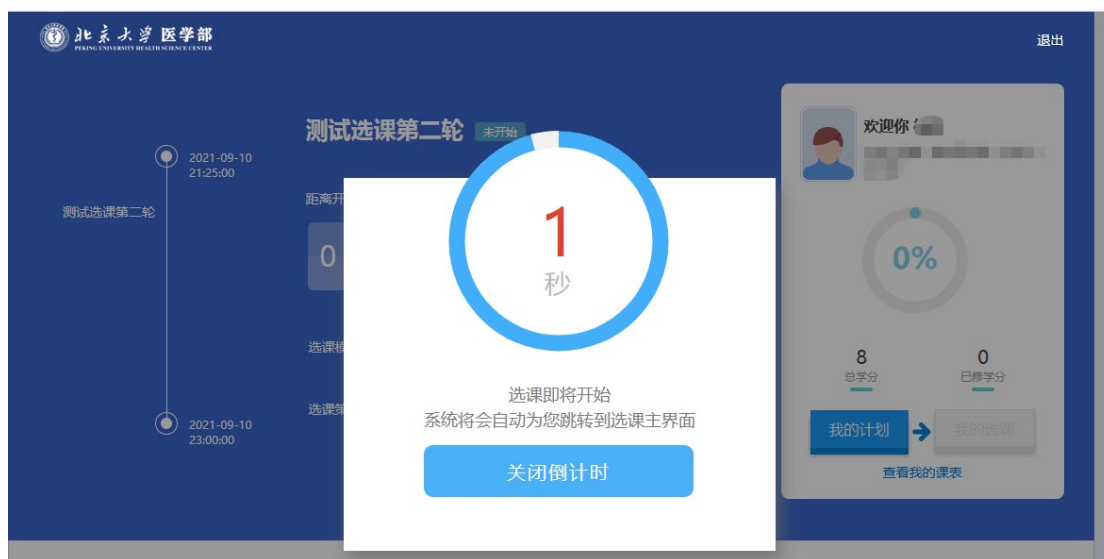 北京大学 医学部
PEKING UNIVERSITY HEALTH SCIENCE CENTER
退出
测试选课第二轮 未开始
2021-09-10
21:25:00
测试选课第二轮
2021-09-10
23:00:00
距离开
0
选课模
选课策
1
秒
选课即将开始
系统将会自动为您跳转到选课主界面
关闭倒计时
欢迎你
0%
8
总学分
0
已修学分
我的计划
我的选课
查看我的课表